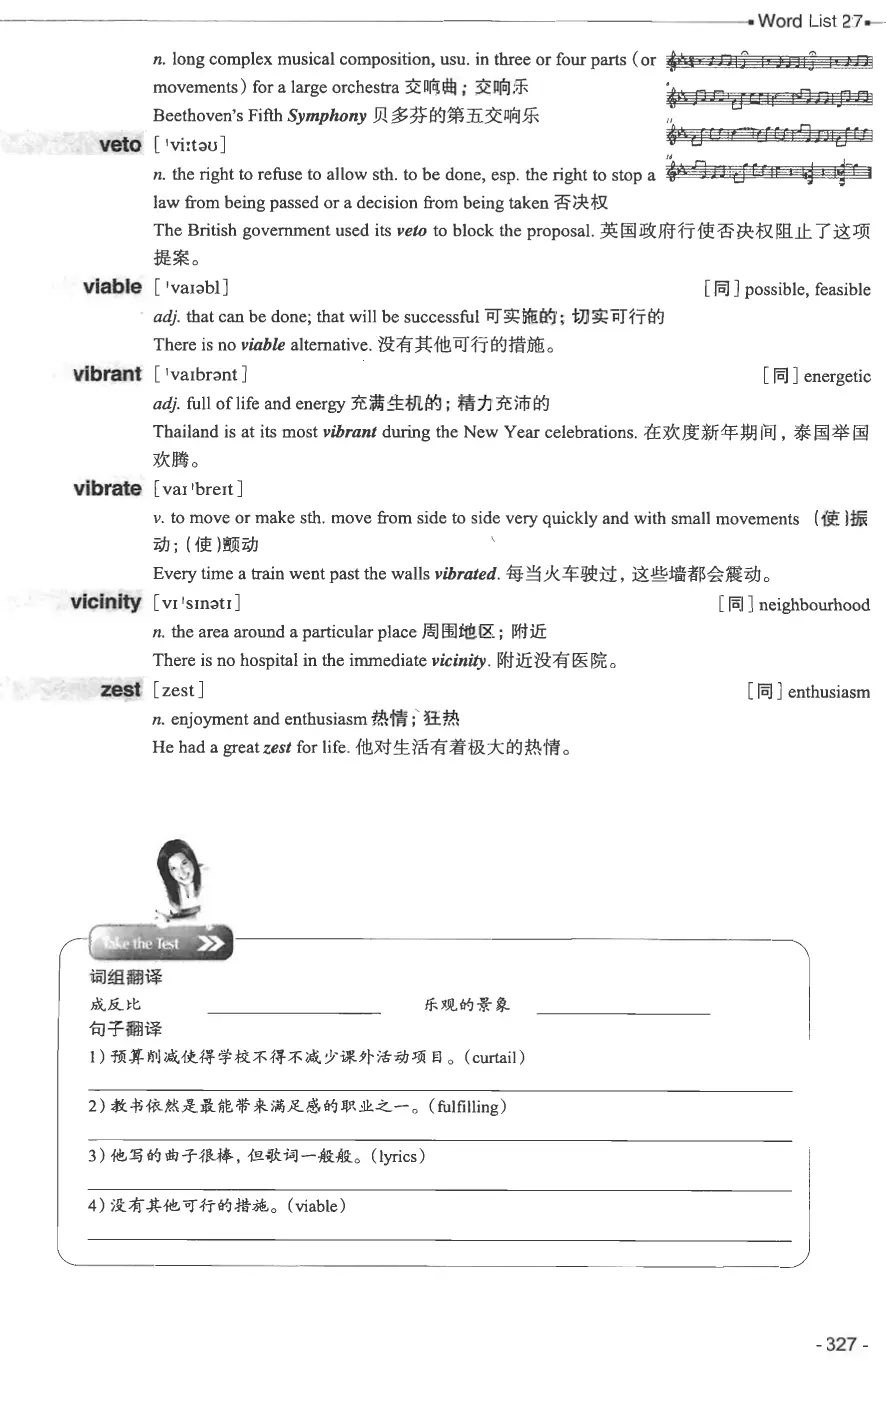 Word List 27
n. long complex musical composition, usu. in three or four parts (or
movements) for a large orchestra 交响曲；交响乐
Beethoven's Fifth Symphony 贝多芬的第五交响乐
veto [ˈviːtəʊ]
n. the right to refuse to allow sth. to be done, esp. the right to stop a
law from being passed or a decision from being taken 否决权
The British government used its veto to block the proposal. 英国政府行使否决权阻止了这项
提案。
viable [ˈvaɪəbl] [同] possible, feasible
adj. that can be done; that will be successful 可实施的；切实可行的
There is no viable alternative. 没有其他可行的措施。
vibrant [ˈvaɪbrənt] [同] energetic
adj. full of life and energy 充满生机的；精力充沛的
Thailand is at its most vibrant during the New Year celebrations. 在欢度新年期间，泰国举国
欢腾。
vibrate [vaɪˈbreɪt]
v. to move or make sth. move from side to side very quickly and with small movements (使)振
动；(使)颤动
Every time a train went past the walls vibrated. 每当火车驶过，这些墙都会震动。
vicinity [vɪˈsɪnətɪ] [同] neighbourhood
n. the area around a particular place 周围地区；附近
There is no hospital in the immediate vicinity. 附近没有医院。
zest [zest] [同] enthusiasm
n. enjoyment and enthusiasm 热情；狂热
He had a great zest for life. 他对生活有着极大的热情。
Take the Test
词组翻译
成反比 乐观的景象
句子翻译
1) 预算削减使得学校不得不减少课外活动项目。(curtail)
2) 教书依然是最能带来满足感的职业之一。(fulfilling)
3) 他写的曲子很棒，但歌词一般般。(lyrics)
4) 没有其他可行的措施。(viable)
- 327 -